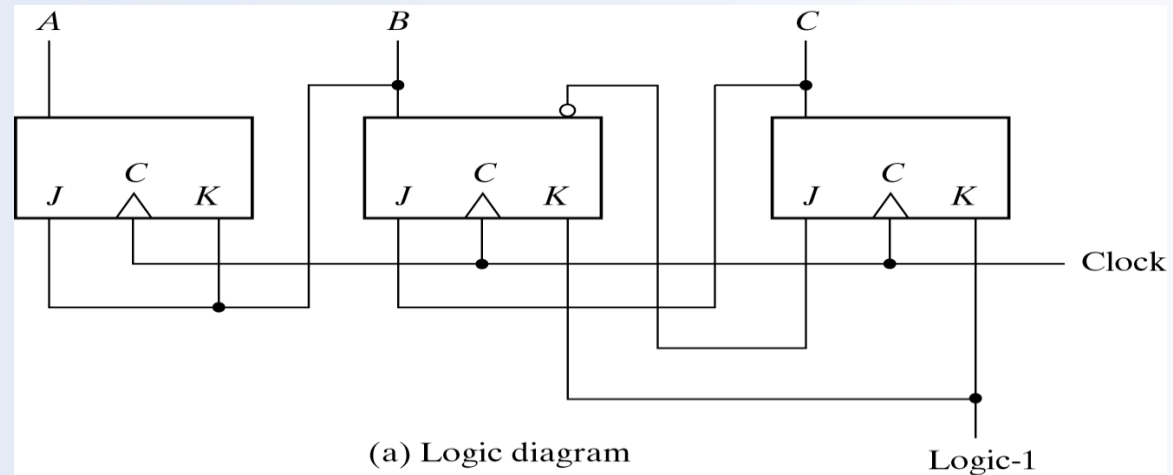 A B C
C C C
J K J K J K
Clock
(a) Logic diagram
Logic-1